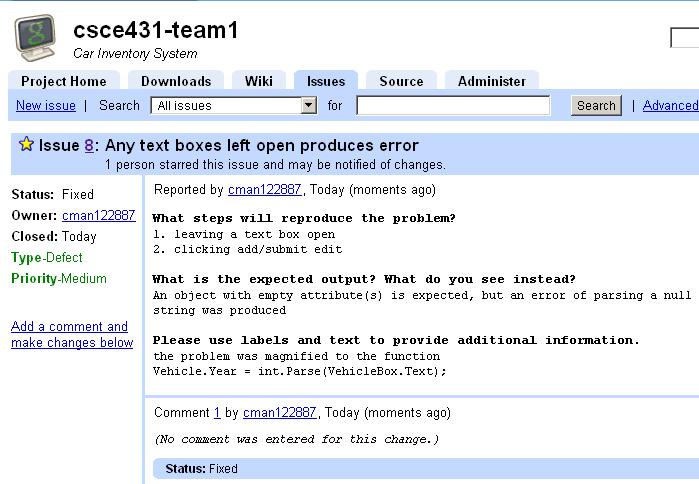 csce431-team1
Car Inventory System
Project Home Downloads Wiki Issues Source Administer
New issue | Search All issues for Search | Advanced
Issue 8: Any text boxes left open produces error
1 person starred this issue and may be notified of changes.
Status: Fixed
Owner: cman122887
Closed: Today
Type-Defect
Priority-Medium
Add a comment and
make changes below
Reported by cman122887, Today (moments ago)
What steps will reproduce the problem?
1. leaving a text box open
2. clicking add/submit edit
What is the expected output? What do you see instead?
An object with empty attribute(s) is expected, but an error of parsing a null
string was produced
Please use labels and text to provide additional information.
the problem was magnified to the function
Vehicle.Year = int.Parse(VehicleBox.Text);
Comment 1 by cman122887, Today (moments ago)
(No comment was entered for this change.)
Status: Fixed